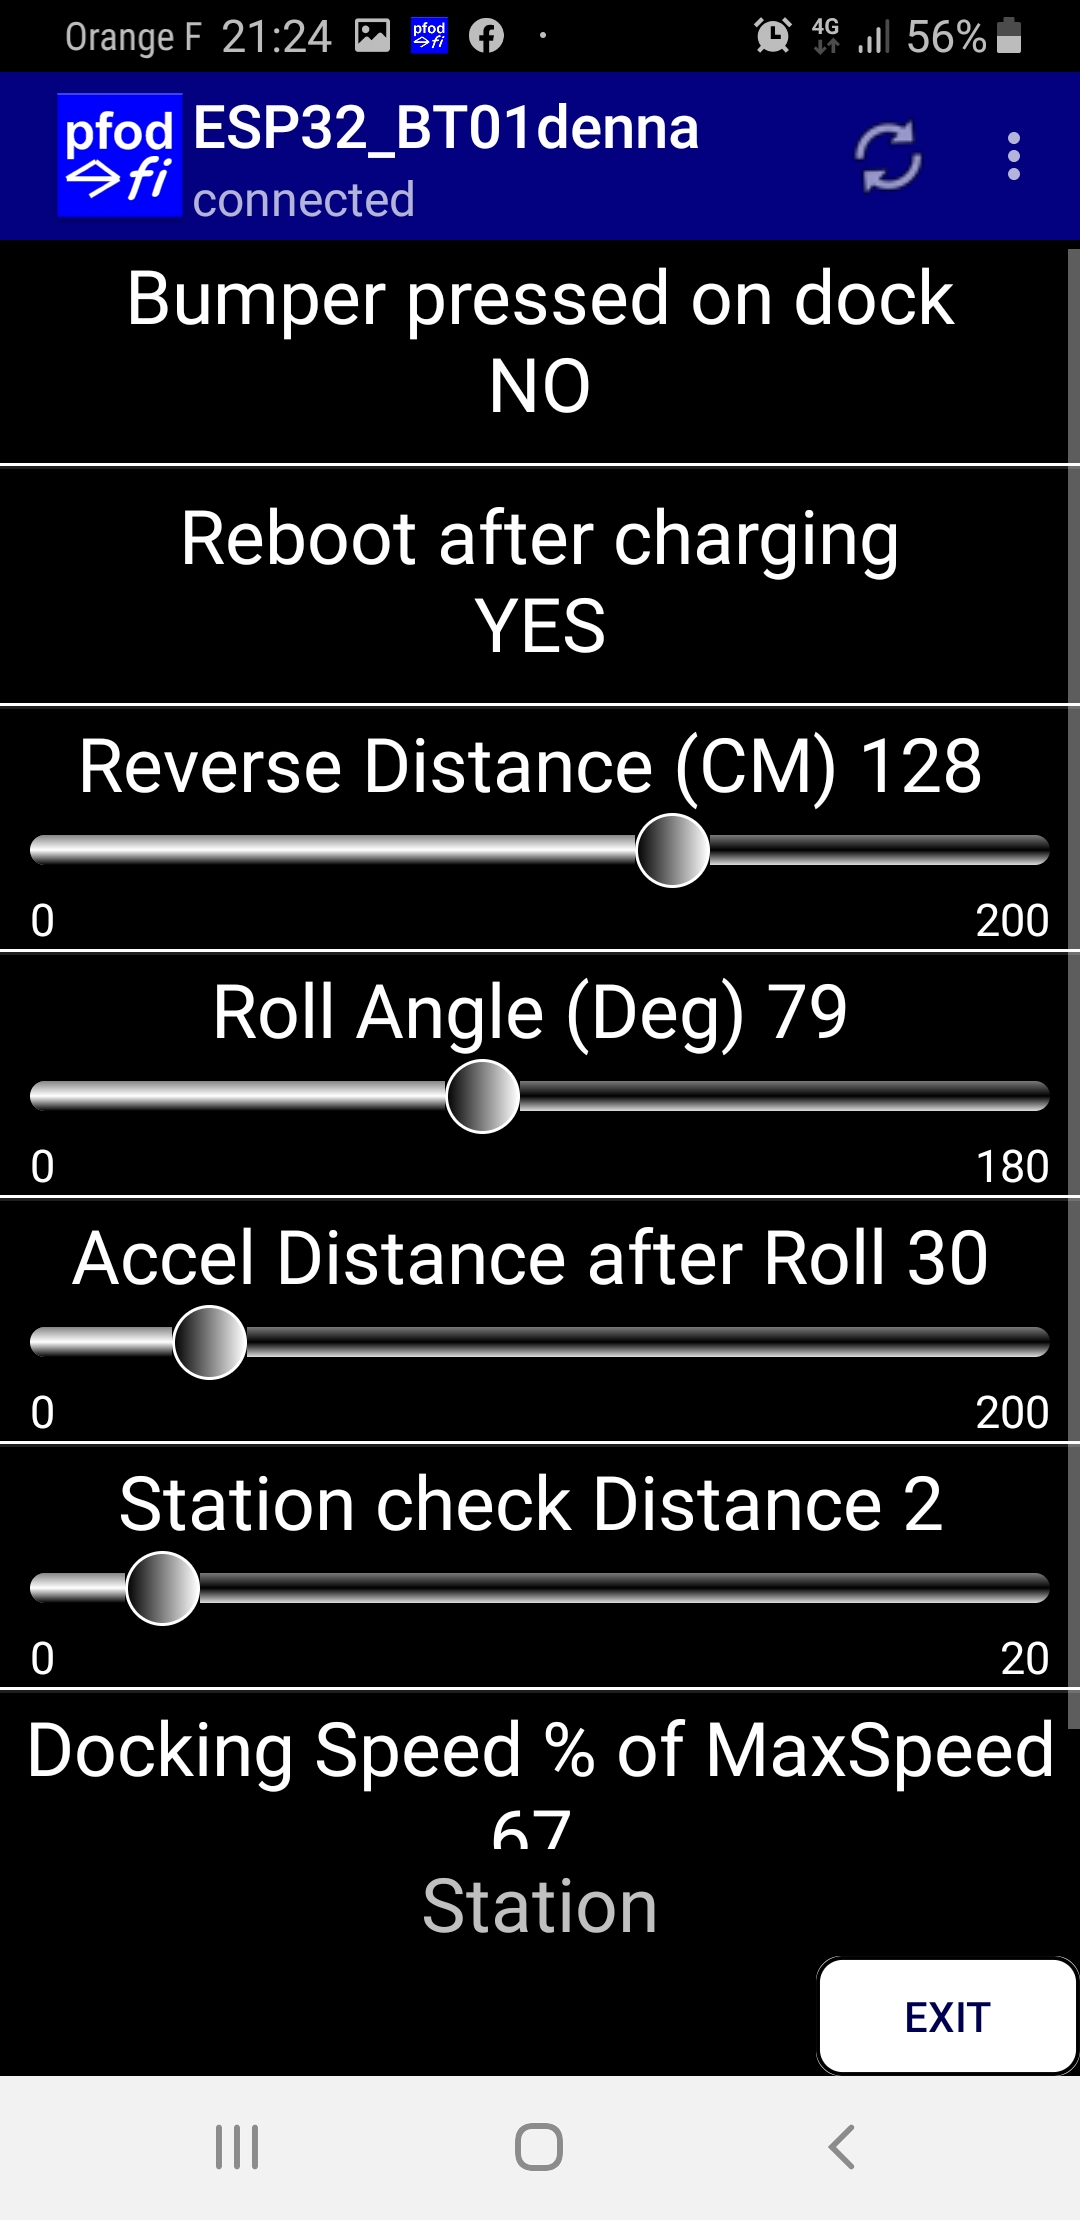 Orange F 21:24 pfod fi 4G 56%
pfod
fi
ESP32_BT01denna
connected
Bumper pressed on dock
NO
Reboot after charging
YES
Reverse Distance (CM) 128
0 200
Roll Angle (Deg) 79
0 180
Accel Distance after Roll 30
0 200
Station check Distance 2
0 20
Docking Speed % of MaxSpeed
67
Station
EXIT